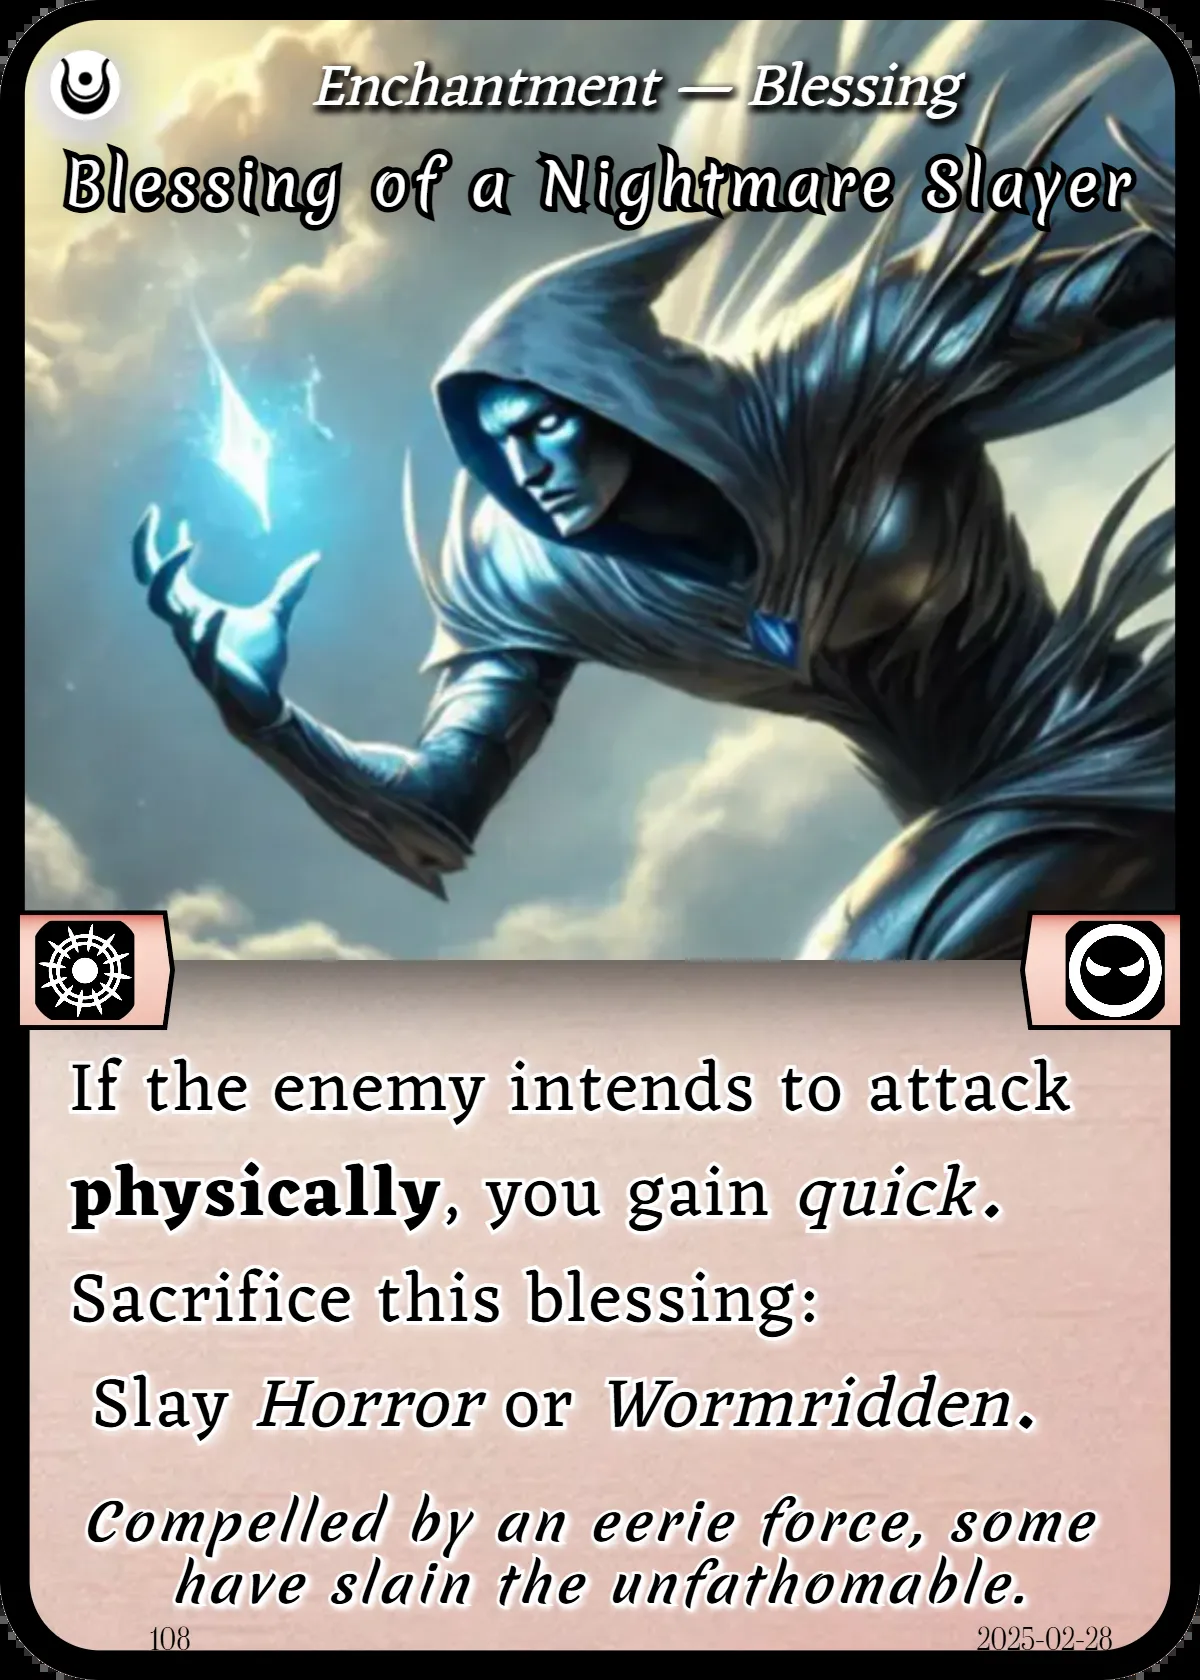 Enchantment — Blessing
Blessing of a Nightmare Slayer
If the enemy intends to attack
physically, you gain quick.
Sacrifice this blessing:
Slay Horror or Wormridden.
Compelled by an eerie force, some
have slain the unfathomable.
108 2025-02-28